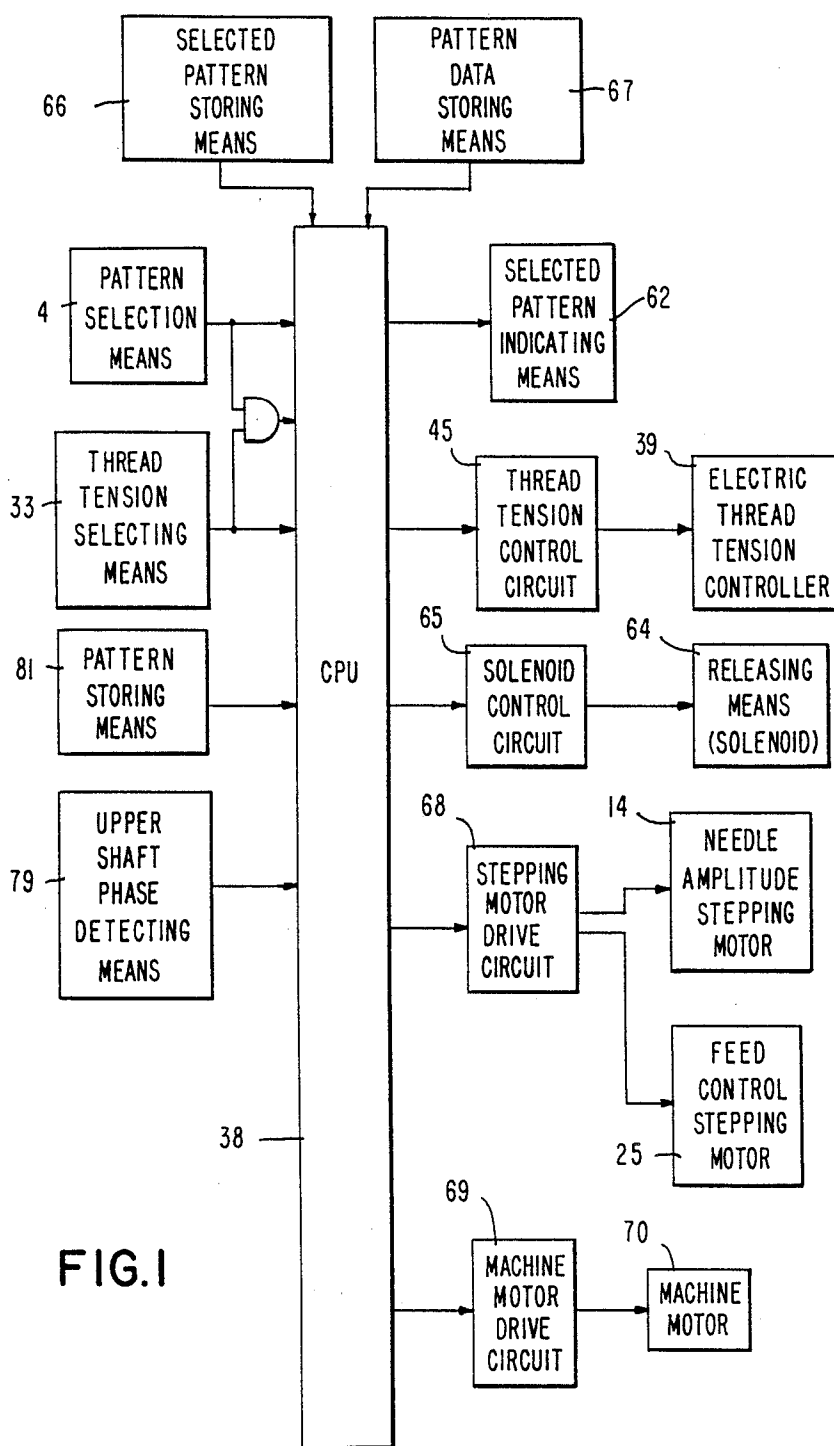 SELECTED
PATTERN
STORING
MEANS
66
PATTERN
DATA
STORING
MEANS
67
PATTERN
SELECTION
MEANS
4
SELECTED
PATTERN
INDICATING
MEANS
62
THREAD
TENSION
SELECTING
MEANS
33
45
THREAD
TENSION
CONTROL
CIRCUIT
39
ELECTRIC
THREAD
TENSION
CONTROLLER
81
PATTERN
STORING
MEANS
CPU
65
SOLENOID
CONTROL
CIRCUIT
64
RELEASING
MEANS
(SOLENOID)
UPPER
SHAFT
PHASE
DETECTING
MEANS
79
68
STEPPING
MOTOR
DRIVE
CIRCUIT
14
NEEDLE
AMPLITUDE
STEPPING
MOTOR
FEED
CONTROL
STEPPING
MOTOR
25
38
69
MACHINE
MOTOR
DRIVE
CIRCUIT
70
MACHINE
MOTOR
FIG.1